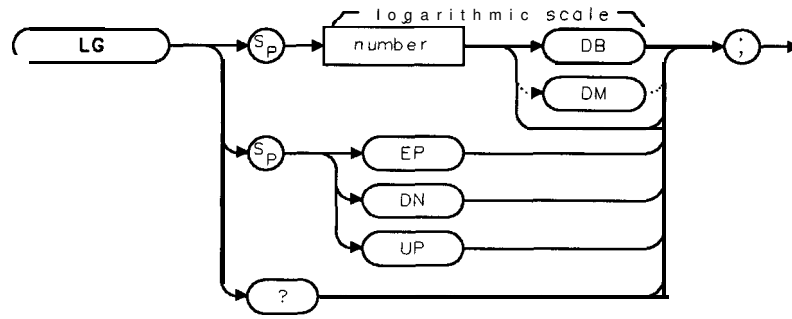 logarithmic scale
LG SP number DB ;
DM
SP EP
DN
UP
?